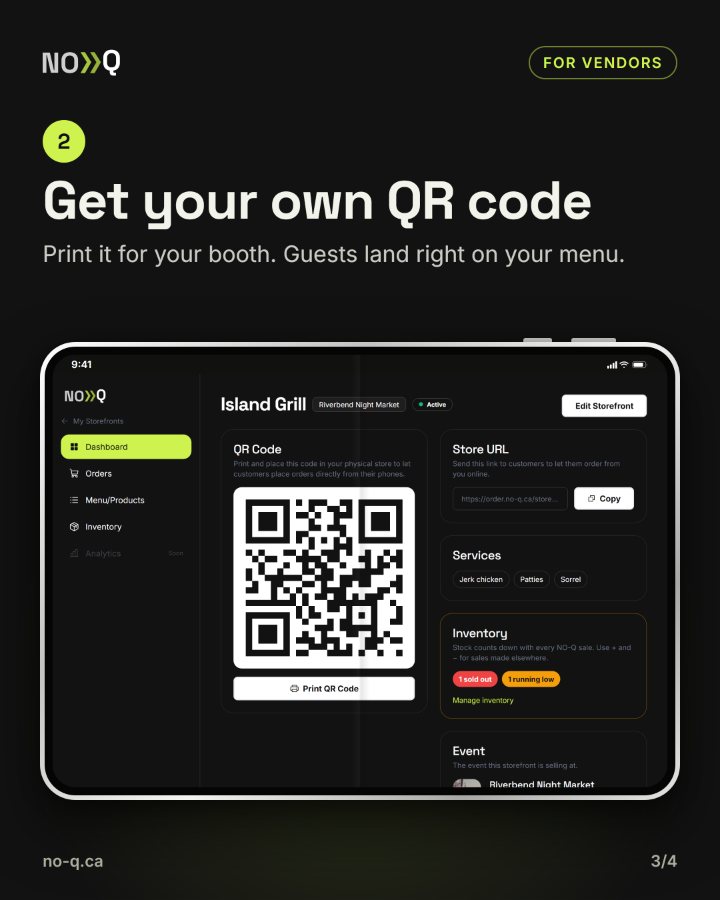 NO»Q
FOR VENDORS
2
Get your own QR code
Print it for your booth. Guests land right on your menu.
9:41
NO»Q
← My Storefronts
Dashboard
Orders
Menu/Products
Inventory
Analytics
Soon
Island Grill
Riverbend Night Market
Active
Edit Storefront
QR Code
Print and place this code in your physical store to let
customers place orders directly from their phones.
Print QR Code
Store URL
Send this link to customers to let them order from
you online.
https://order.no-q.ca/store...
Copy
Services
Jerk chicken
Patties
Sorrel
Inventory
Stock counts down with every NO-Q sale. Use + and
− for sales made elsewhere.
1 sold out
1 running low
Manage inventory
Event
The event this storefront is selling at.
Riverbend Night Market
no-q.ca
3/4